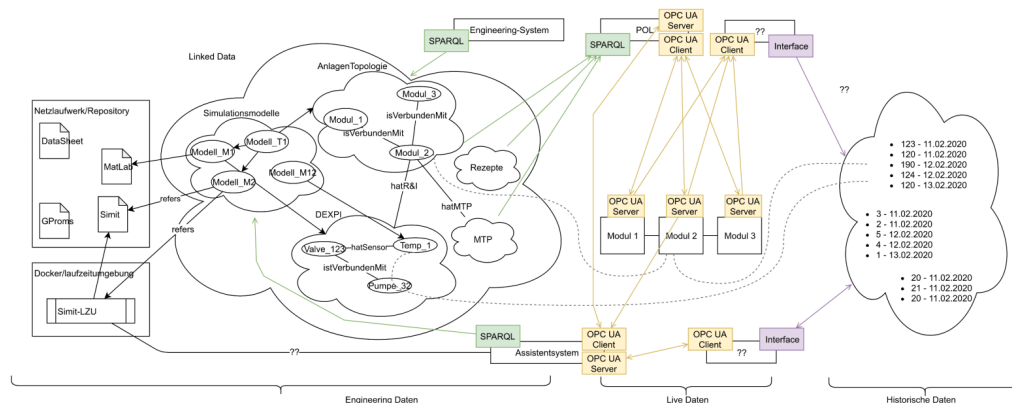 OPC UA
Server
Engineering-System
SPARQL
POL
SPARQL
OPC UA
Client
OPC UA
Client
??
Interface
Linked Data
AnlagenTopologie
Modul_3
isVerbundenMit
Modul_1
isVerbundenMit
Modul_2
??
Netzlaufwerk/Repository
DataSheet
MatLab
GProms
Simit
Simulationsmodelle
Modell_T1
Modell_M1
Modell_M12
Modell_M2
refers
refers
Rezepte
hatR&I
hatMTP
MTP
DEXPI
Valve_123
hatSensor
Temp_1
istVerbundenMit
Pumpe_32
OPC UA
Server
OPC UA
Server
OPC UA
Server
Modul 1
Modul 2
Modul 3
123 - 11.02.2020
120 - 11.02.2020
190 - 12.02.2020
124 - 12.02.2020
120 - 13.02.2020
3 - 11.02.2020
2 - 11.02.2020
5 - 12.02.2020
4 - 12.02.2020
1 - 13.02.2020
20 - 11.02.2020
21 - 11.02.2020
20 - 11.02.2020
Docker/laufzeitumgebung
Simit-LZU
??
SPARQL
Assistentsystem
OPC UA
Client
OPC UA
Server
OPC UA
Client
??
Interface
Engineering Daten
Live Daten
Historische Daten